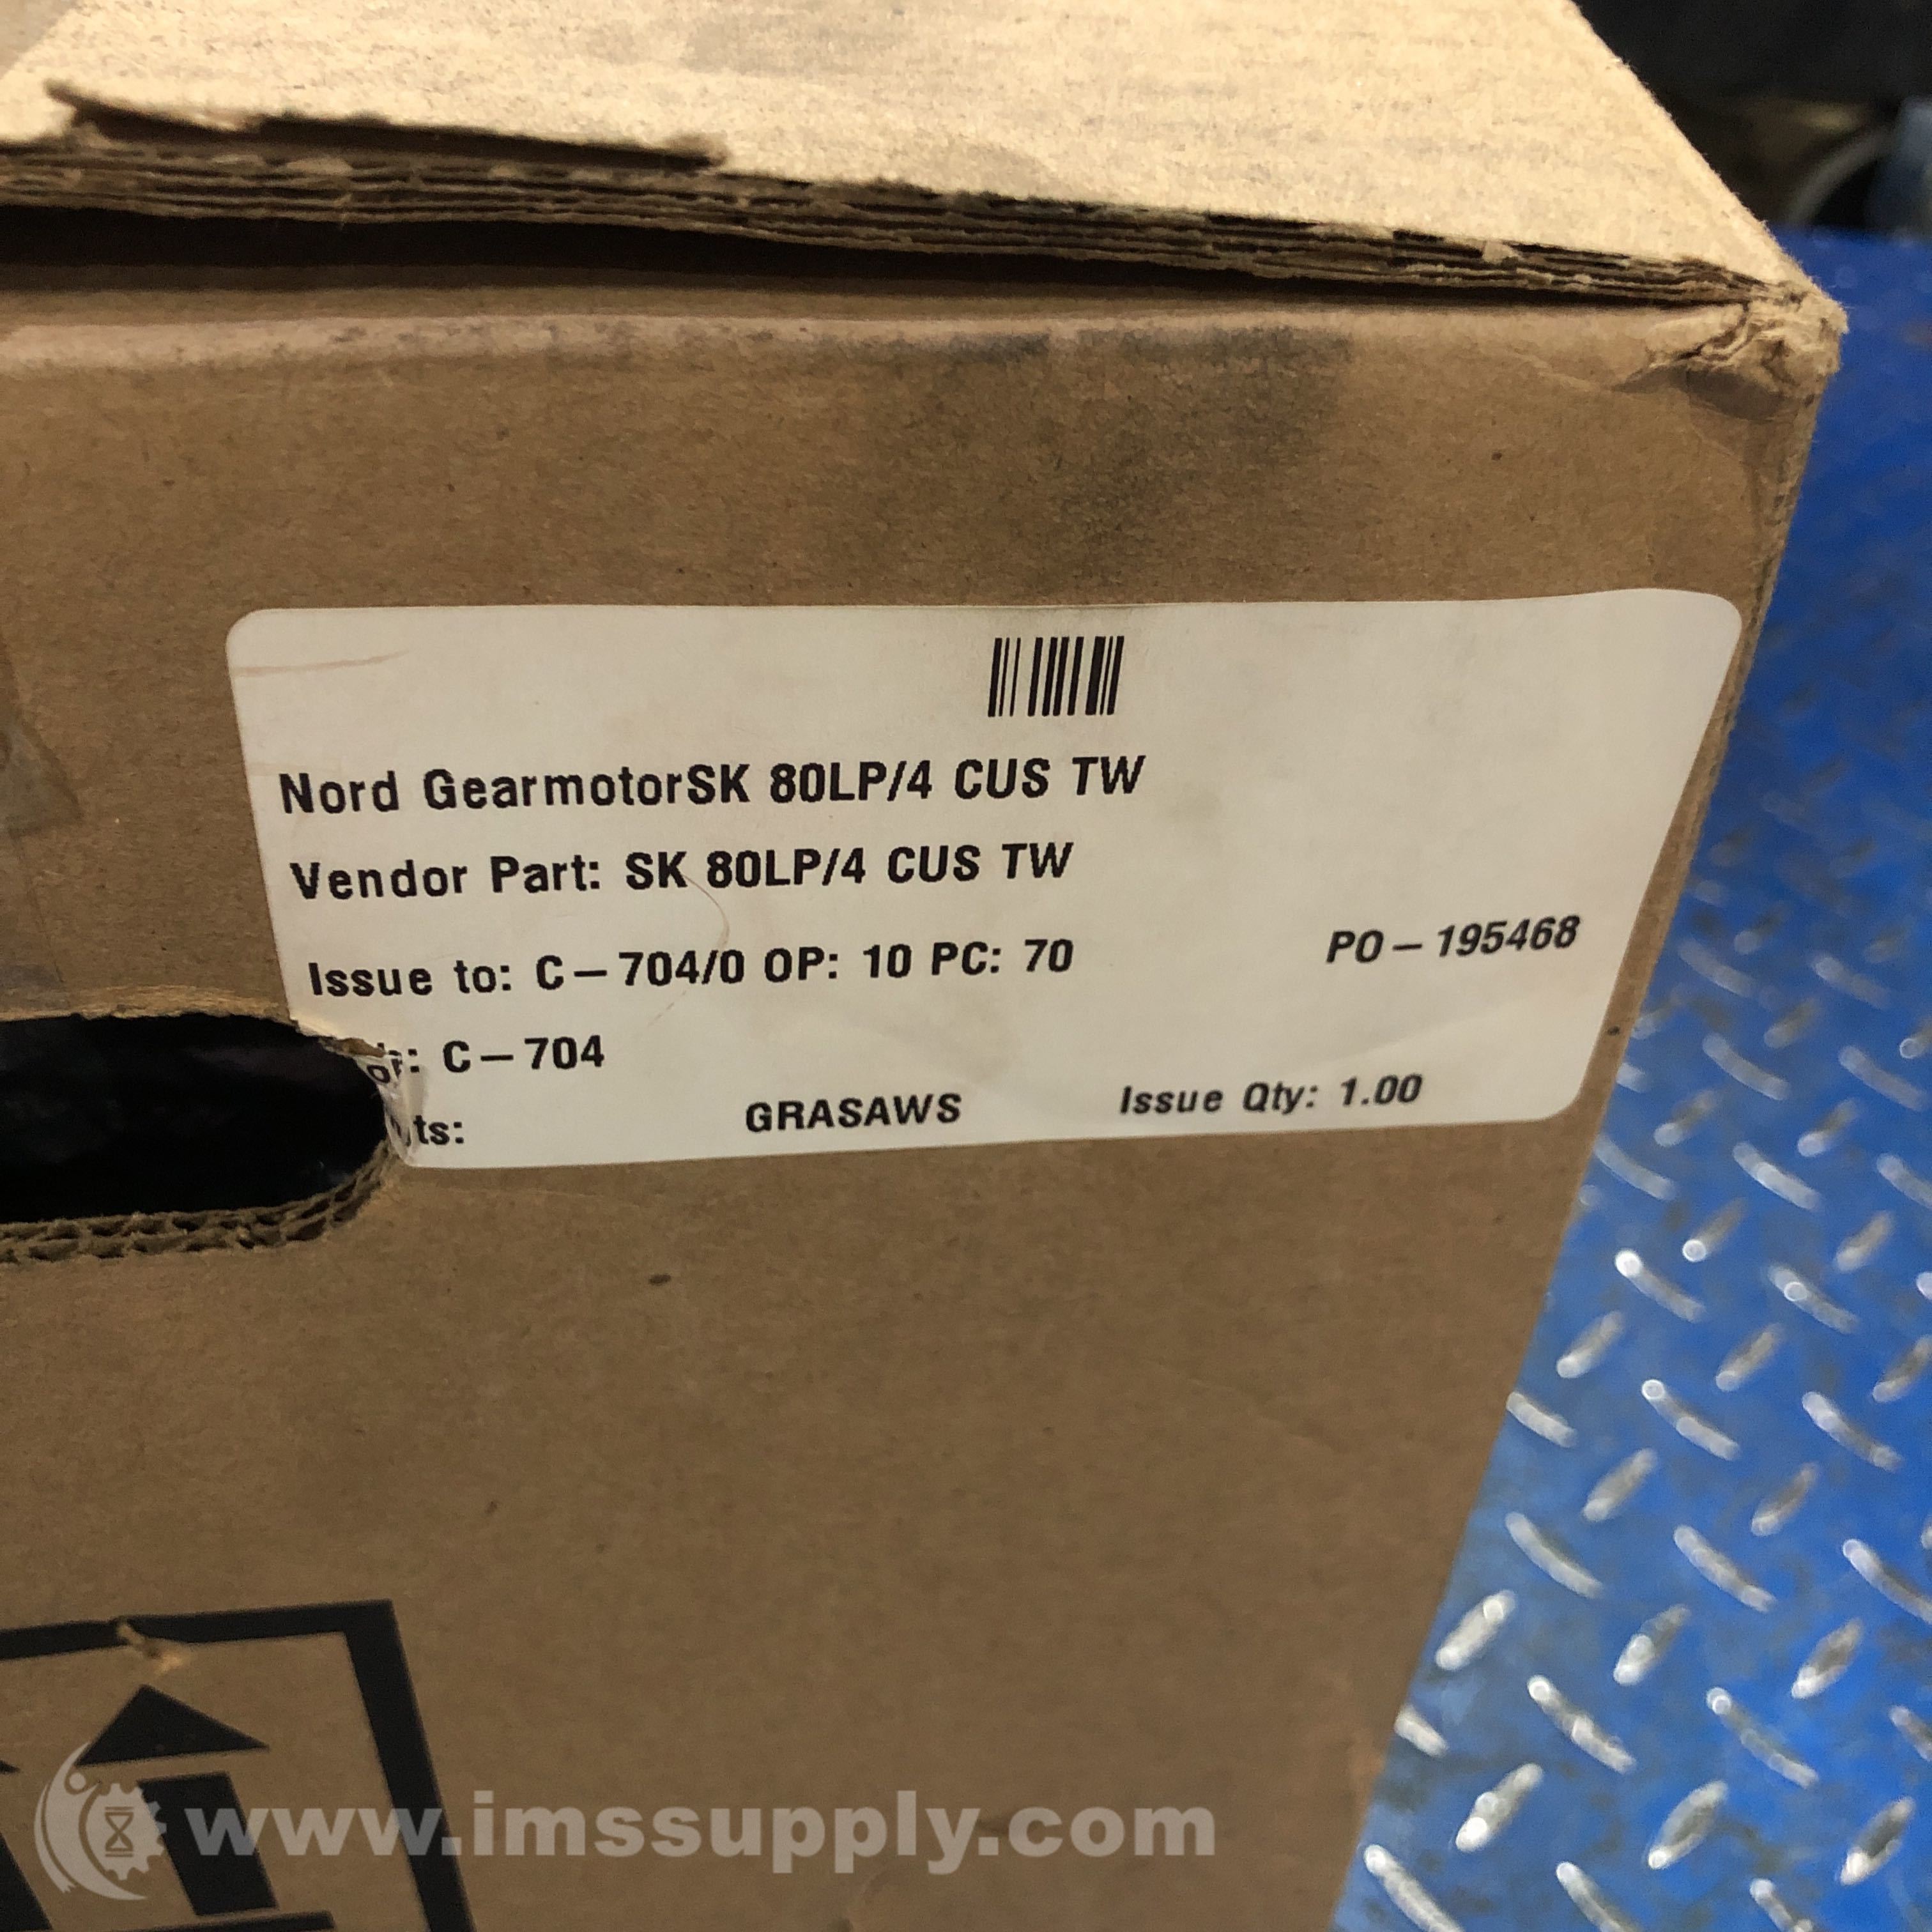 Nord GearmotorSK 80LP/4 CUS TW
Vendor Part: SK 80LP/4 CUS TW
Issue to: C-704/0 OP: 10 PC: 70 PO-195468
C-704
GRASAWS Issue Qty: 1.00
www.imssupply.com